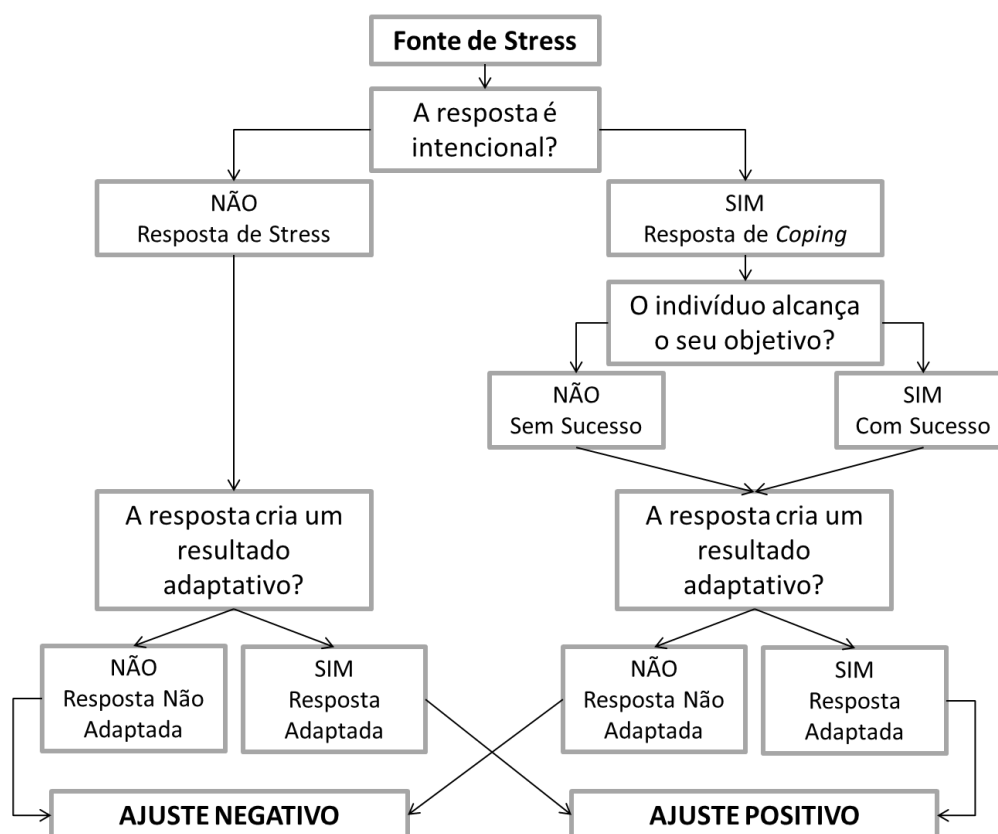 Fonte de Stress
A resposta é
intencional?
NÃO
Resposta de Stress
SIM
Resposta de Coping
O indivíduo alcança
o seu objetivo?
NÃO
Sem Sucesso
SIM
Com Sucesso
A resposta cria um
resultado
adaptativo?
A resposta cria um
resultado
adaptativo?
NÃO
Resposta Não
Adaptada
SIM
Resposta
Adaptada
NÃO
Resposta Não
Adaptada
SIM
Resposta
Adaptada
AJUSTE NEGATIVO
AJUSTE POSITIVO